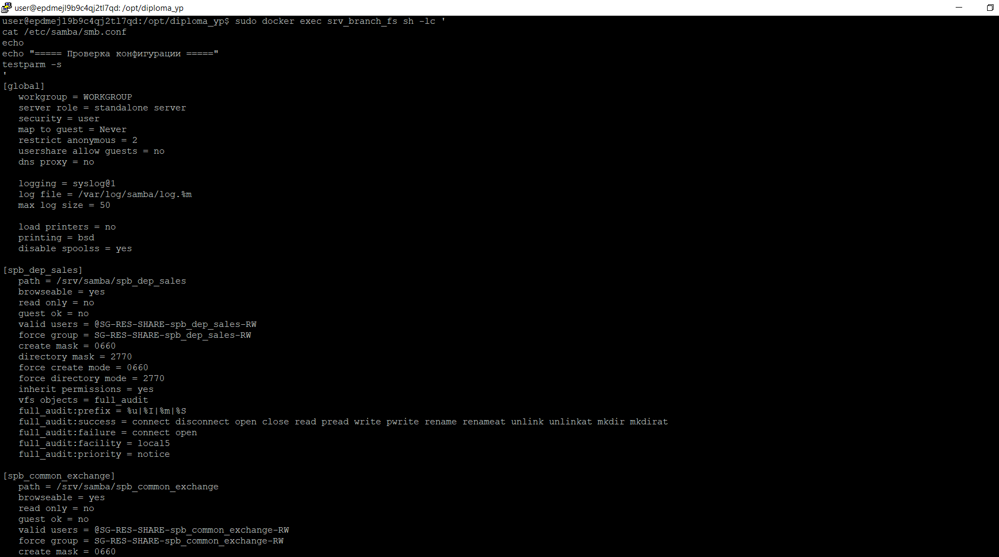 user@epdmejl9b9c4qj2tl7qd: /opt/diploma_yp
user@epdmejl9b9c4qj2tl7qd:/opt/diploma_yp$ sudo docker exec srv_branch_fs sh -lc '
cat /etc/samba/smb.conf
echo
echo "===== Проверка конфигурации ====="
testparm -s
'
[global]
   workgroup = WORKGROUP
   server role = standalone server
   security = user
   map to guest = Never
   restrict anonymous = 2
   usershare allow guests = no
   dns proxy = no

   logging = syslog@1
   log file = /var/log/samba/log.%m
   max log size = 50

   load printers = no
   printing = bsd
   disable spoolss = yes

[spb_dep_sales]
   path = /srv/samba/spb_dep_sales
   browseable = yes
   read only = no
   guest ok = no
   valid users = @SG-RES-SHARE-spb_dep_sales-RW
   force group = SG-RES-SHARE-spb_dep_sales-RW
   create mask = 0660
   directory mask = 2770
   force create mode = 0660
   force directory mode = 2770
   inherit permissions = yes
   vfs objects = full_audit
   full_audit:prefix = %u|%I|%m|%S
   full_audit:success = connect disconnect open close read pread write pwrite rename renameat unlink unlinkat mkdir mkdirat
   full_audit:failure = connect open
   full_audit:facility = local5
   full_audit:priority = notice

[spb_common_exchange]
   path = /srv/samba/spb_common_exchange
   browseable = yes
   read only = no
   guest ok = no
   valid users = @SG-RES-SHARE-spb_common_exchange-RW
   force group = SG-RES-SHARE-spb_common_exchange-RW
   create mask = 0660